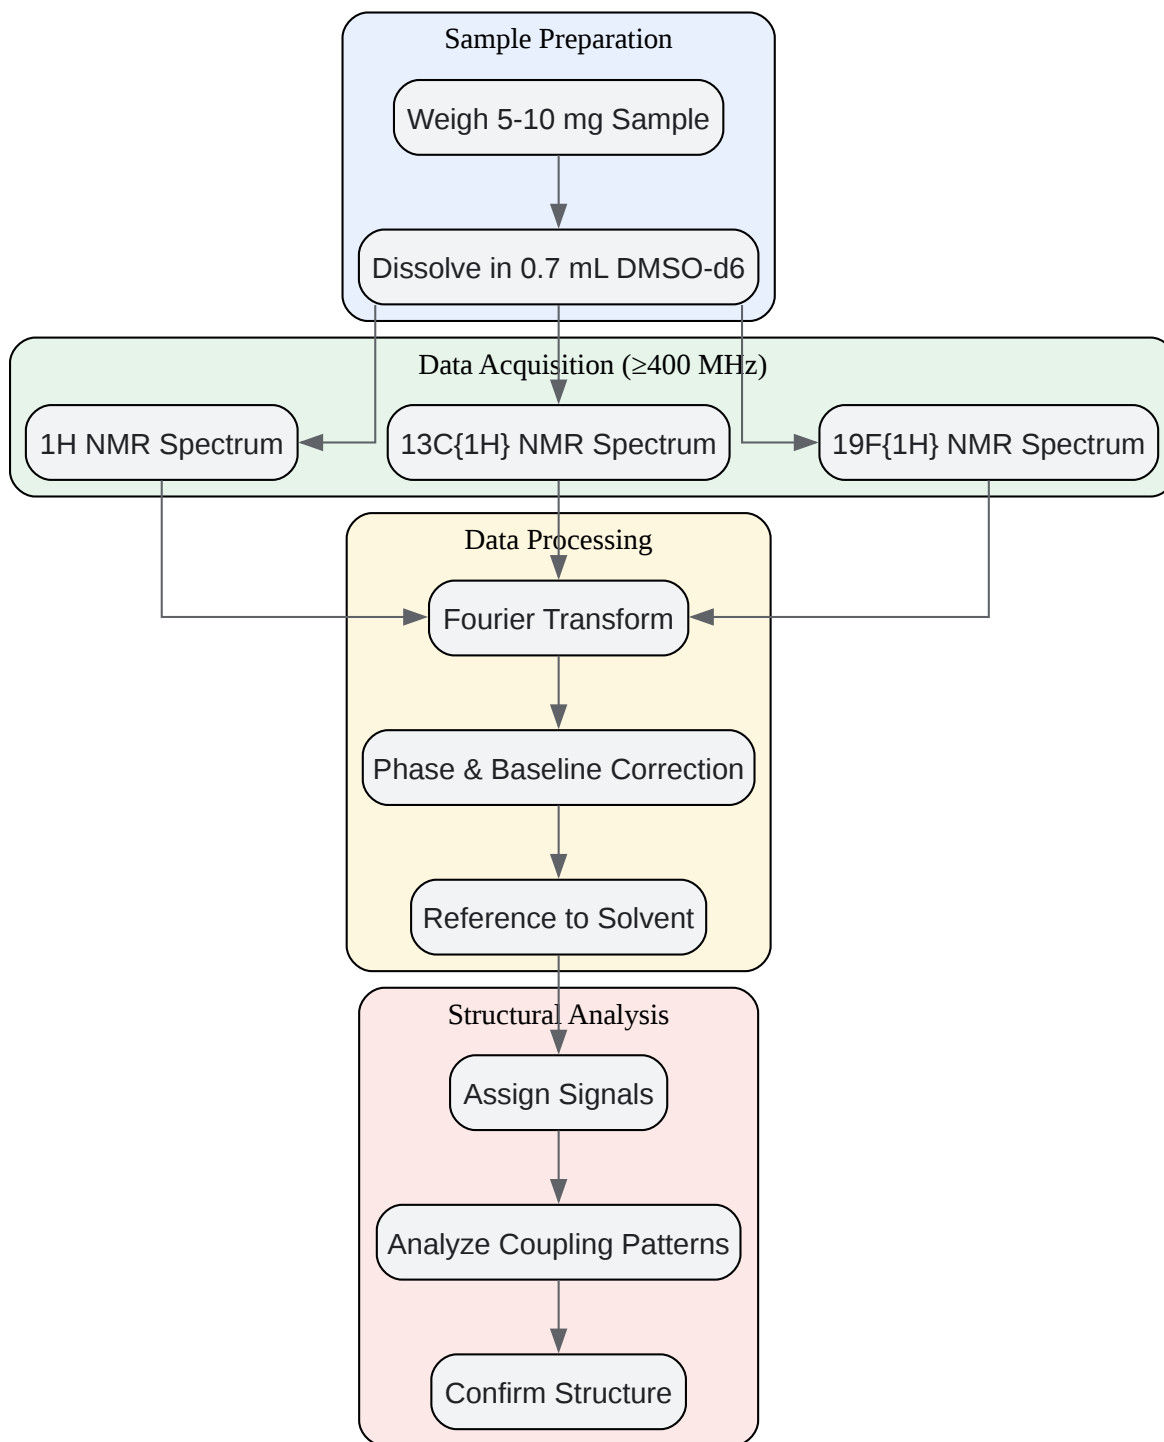 Sample Preparation
Weigh 5-10 mg Sample
Dissolve in 0.7 mL DMSO-d6
Data Acquisition (≥400 MHz)
1H NMR Spectrum
13C{1H} NMR Spectrum
19F{1H} NMR Spectrum
Data Processing
Fourier Transform
Phase & Baseline Correction
Reference to Solvent
Structural Analysis
Assign Signals
Analyze Coupling Patterns
Confirm Structure